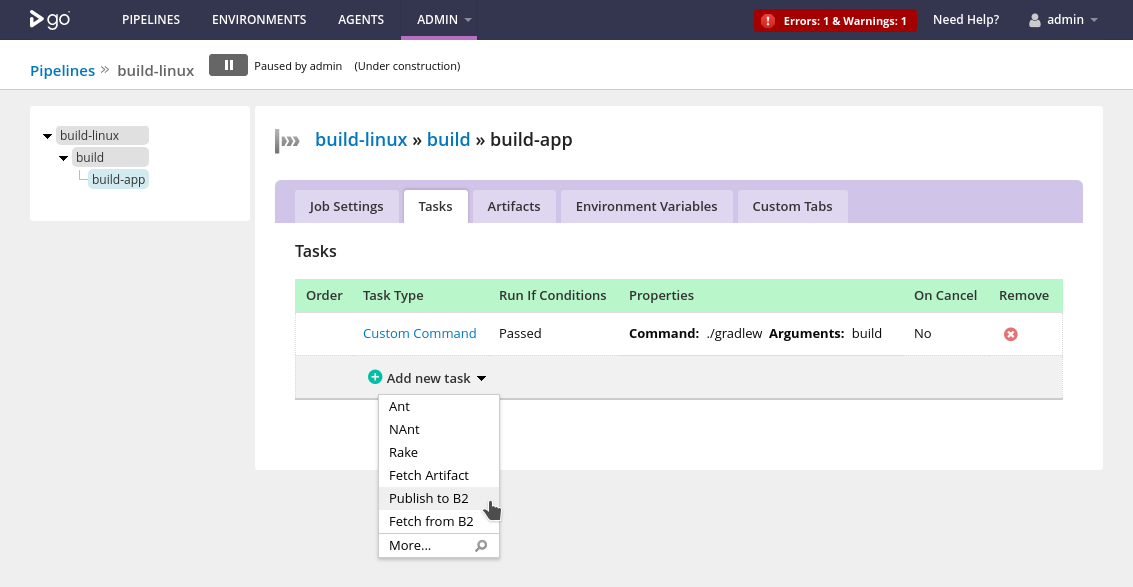 go PIPELINES ENVIRONMENTS AGENTS ADMIN Errors: 1 & Warnings: 1 Need Help? admin
Pipelines » build-linux Paused by admin (Under construction)
build-linux
build
build-app
build-linux » build » build-app
Job Settings Tasks Artifacts Environment Variables Custom Tabs
Tasks
Order Task Type Run If Conditions Properties On Cancel Remove
Custom Command Passed Command: ./gradlew Arguments: build No
Add new task
Ant
NAnt
Rake
Fetch Artifact
Publish to B2
Fetch from B2
More...